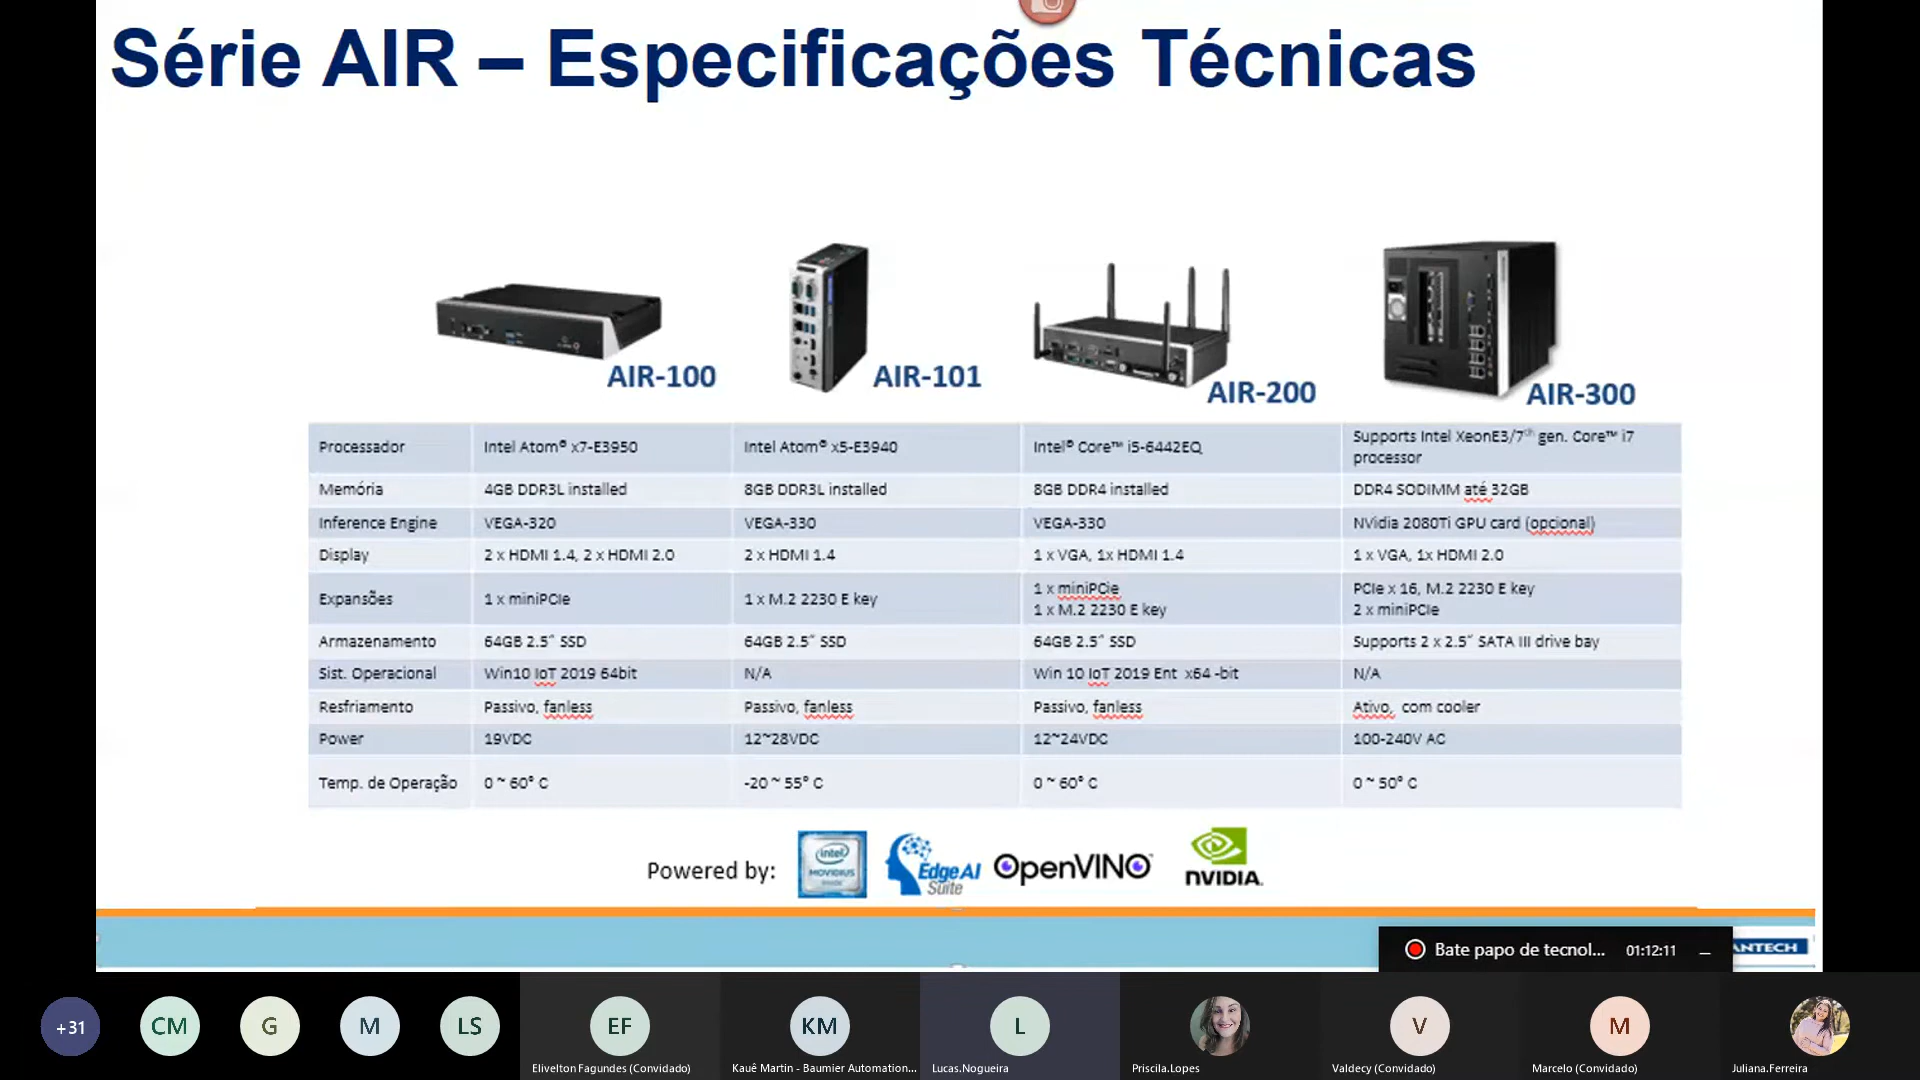 Série AIR – Especificações Técnicas
AIR-100
AIR-101
AIR-200
AIR-300
Processador Intel Atom® x7-E3950 Intel Atom® x5-E3940 Intel® Core™ i5-6442EQ Supports Intel XeonE3/7th gen. Core™ i7 processor
Memória 4GB DDR3L installed 8GB DDR3L installed 8GB DDR4 installed DDR4 SODIMM até 32GB
Inference Engine VEGA-320 VEGA-330 VEGA-330 NVidia 2080Ti GPU card (opcional)
Display 2 x HDMI 1.4, 2 x HDMI 2.0 2 x HDMI 1.4 1 x VGA, 1x HDMI 1.4 1 x VGA, 1x HDMI 2.0
Expansões 1 x miniPCIe 1 x M.2 2230 E key 1 x miniPCIe 1 x M.2 2230 E key PCIe x 16, M.2 2230 E key 2 x miniPCIe
Armazenamento 64GB 2.5" SSD 64GB 2.5" SSD 64GB 2.5" SSD Supports 2 x 2.5" SATA III drive bay
Sist. Operacional Win10 IoT 2019 64bit N/A Win 10 IoT 2019 Ent x64 -bit N/A
Resfriamento Passivo, fanless Passivo, fanless Passivo, fanless Ativo, com cooler
Power 19VDC 12~28VDC 12~24VDC 100-240V AC
Temp. de Operação 0 ~ 60º C -20 ~ 55º C 0 ~ 60º C 0 ~ 50º C
Powered by: intel MOVIDIUS inside Edge AI Suite OpenVINO™ NVIDIA.
Bate papo de tecnol... 01:12:11
ANTECH
+31 CM G M LS EF KM L V M
Elivelton Fagundes (Convidado) Kauê Martin - Baumier Automation... Lucas.Nogueira Priscila.Lopes Valdecy (Convidado) Marcelo (Convidado) Juliana.Ferreira